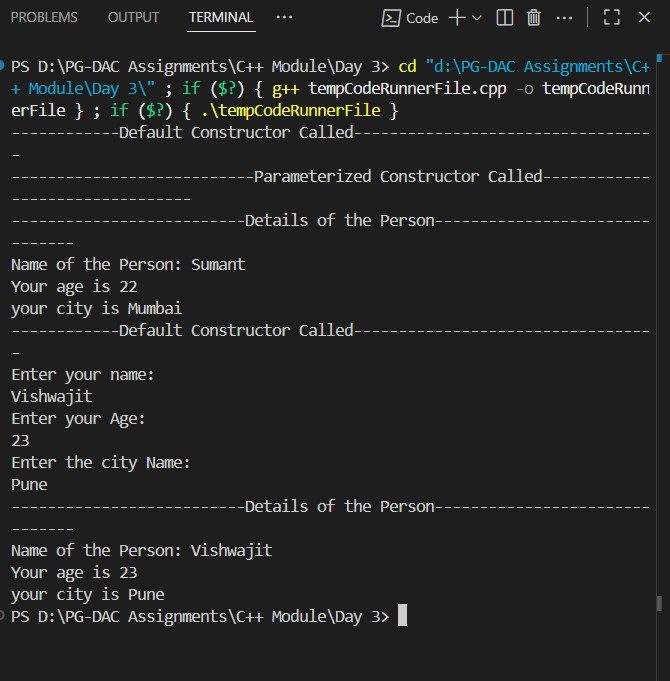 PROBLEMS OUTPUT TERMINAL ··· Code
PS D:\PG-DAC Assignments\C++ Module\Day 3> cd "d:\PG-DAC Assignments\C+
+ Module\Day 3\" ; if ($?) { g++ tempCodeRunnerFile.cpp -o tempCodeRunn
erFile } ; if ($?) { .\tempCodeRunnerFile }
------------Default Constructor Called---------------------------------
-
---------------------------Parameterized Constructor Called------------
--------------------
--------------------------Details of the Person------------------------
-------
Name of the Person: Sumant
Your age is 22
your city is Mumbai
------------Default Constructor Called---------------------------------
-
Enter your name:
Vishwajit
Enter your Age:
23
Enter the city Name:
Pune
--------------------------Details of the Person------------------------
-------
Name of the Person: Vishwajit
Your age is 23
your city is Pune
PS D:\PG-DAC Assignments\C++ Module\Day 3>